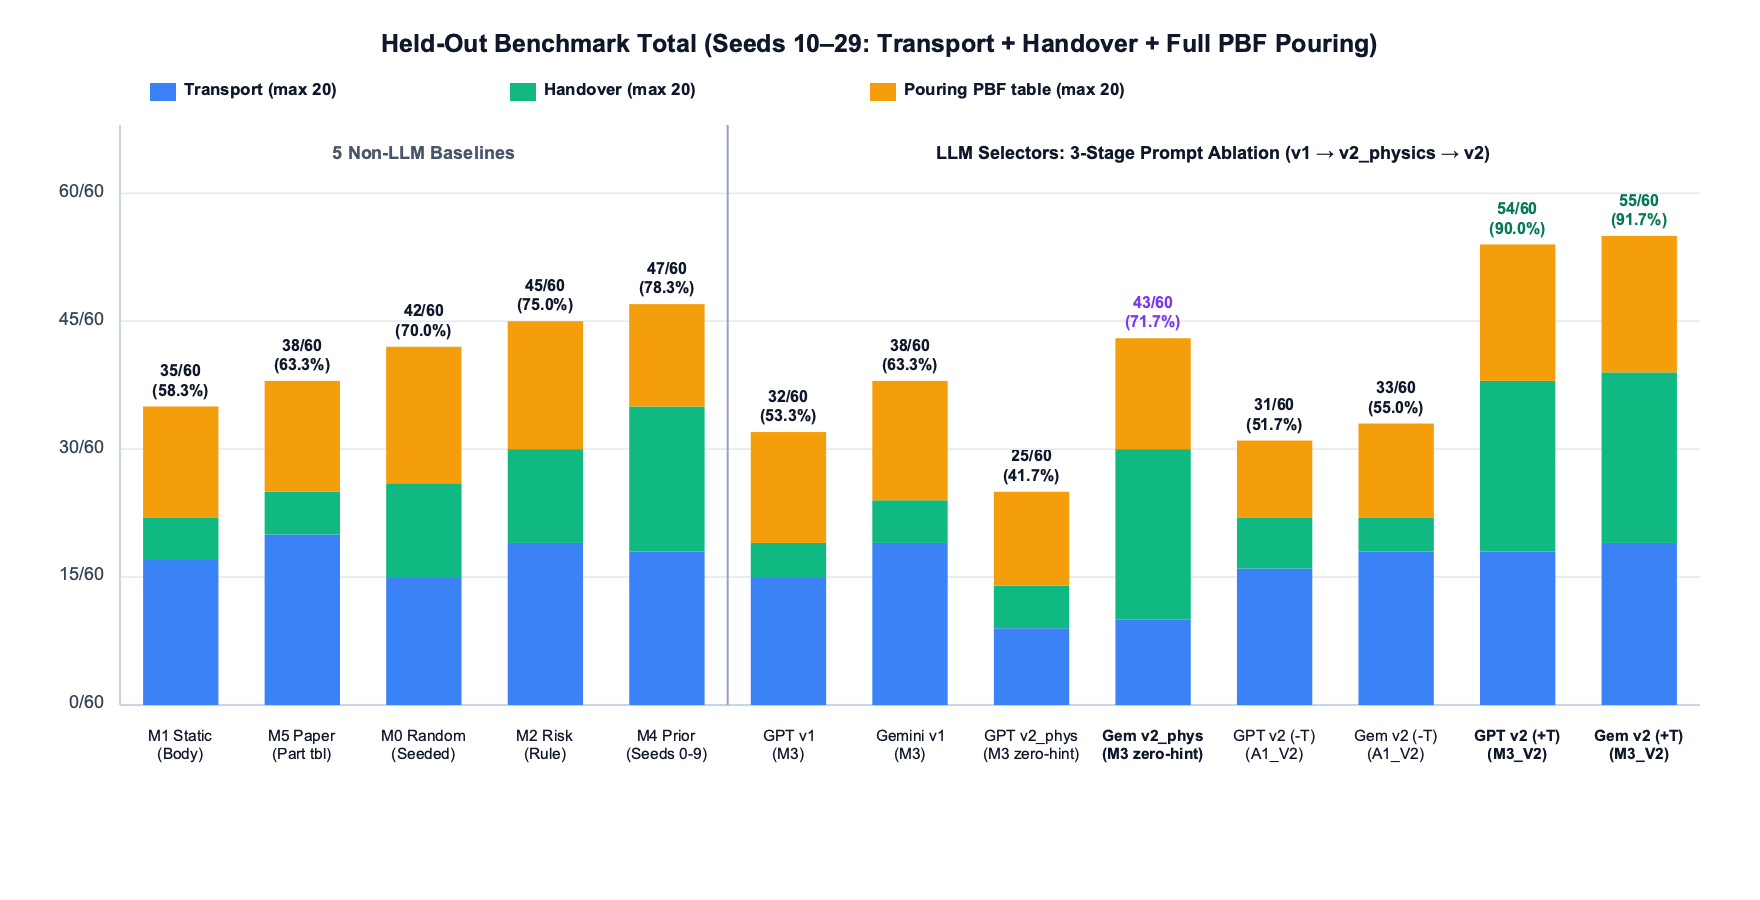 Held-Out Benchmark Total (Seeds 10–29: Transport + Handover + Full PBF Pouring)
Transport (max 20)
Handover (max 20)
Pouring PBF table (max 20)
5 Non-LLM Baselines
LLM Selectors: 3-Stage Prompt Ablation (v1 → v2_physics → v2)
60/60
45/60
30/60
15/60
0/60
35/60
(58.3%)
38/60
(63.3%)
42/60
(70.0%)
45/60
(75.0%)
47/60
(78.3%)
32/60
(53.3%)
38/60
(63.3%)
25/60
(41.7%)
43/60
(71.7%)
31/60
(51.7%)
33/60
(55.0%)
54/60
(90.0%)
55/60
(91.7%)
M1 Static
(Body)
M5 Paper
(Part tbl)
M0 Random
(Seeded)
M2 Risk
(Rule)
M4 Prior
(Seeds 0-9)
GPT v1
(M3)
Gemini v1
(M3)
GPT v2_phys
(M3 zero-hint)
Gem v2_phys
(M3 zero-hint)
GPT v2 (-T)
(A1_V2)
Gem v2 (-T)
(A1_V2)
GPT v2 (+T)
(M3_V2)
Gem v2 (+T)
(M3_V2)